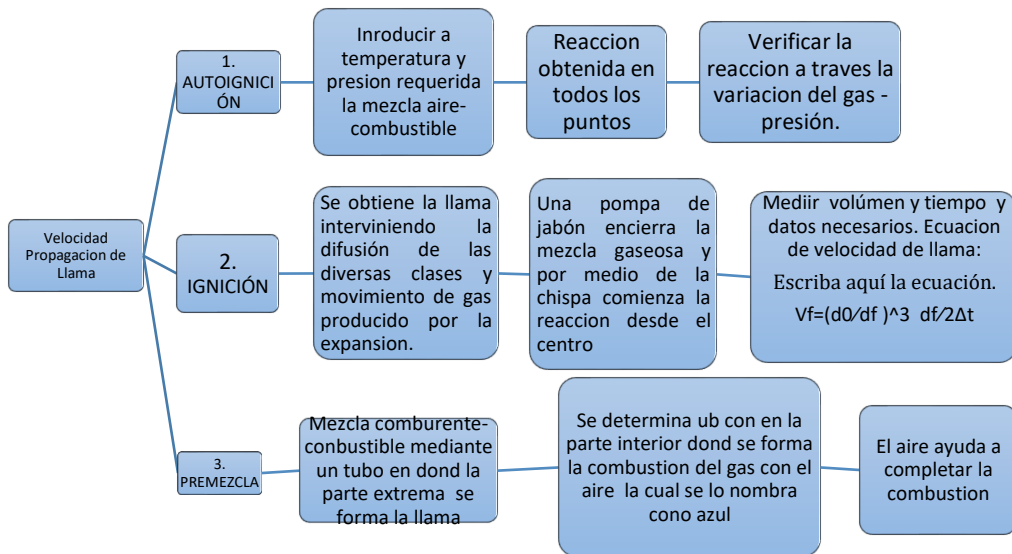 Velocidad
Propagacion de
Llama
1.
AUTOIGNICI
ÓN
Inroducir a
temperatura y
presion requerida
la mezcla aire-
combustible
Reaccion
obtenida en
todos los
puntos
Verificar la
reaccion a traves la
variacion del gas -
presión.
2.
IGNICIÓN
Se obtiene la llama
interviniendo la
difusión de las
diversas clases y
movimiento de gas
producido por la
expansion.
Una pompa de
jabón encierra la
mezcla gaseosa y
por medio de la
chispa comienza la
reaccion desde el
centro
Mediir volúmen y tiempo y
datos necesarios. Ecuacion
de velocidad de llama:
Escriba aquí la ecuación.
Vf=(d0∕df )^3 df∕2Δt
3.
PREMEZCLA
Mezcla comburente-
conbustible mediante
un tubo en dond la
parte extrema se
forma la llama
Se determina ub con en la
parte interior dond se forma
la combustion del gas con el
aire la cual se lo nombra
cono azul
El aire ayuda a
completar la
combustion